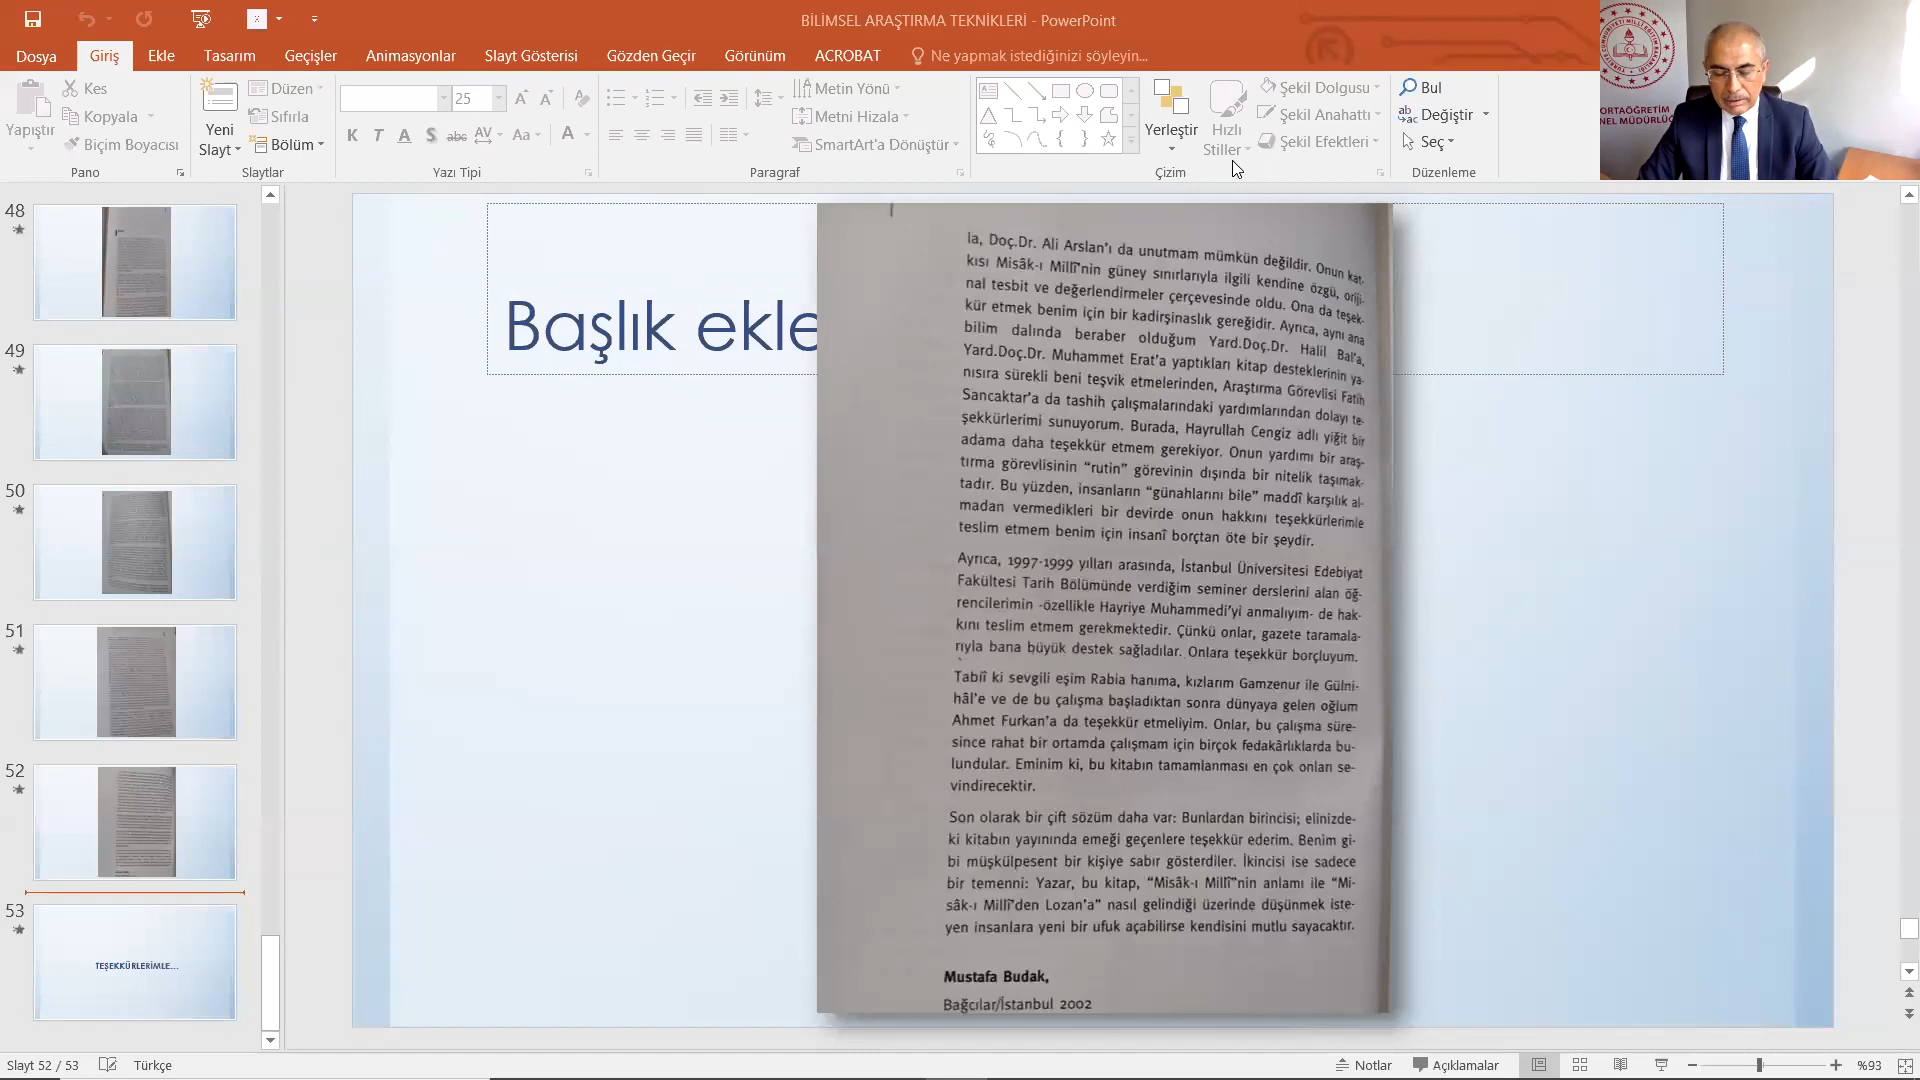 BİLİMSEL ARAŞTIRMA TEKNİKLERİ - PowerPoint
Dosya Giriş Ekle Tasarım Geçişler Animasyonlar Slayt Gösterisi Gözden Geçir Görünüm ACROBAT Ne yapmak istediğinizi söyleyin...
Yapıştır
Kes
Kopyala
Biçim Boyacısı
Pano
Yeni
Slayt
Düzen
Sıfırla
Bölüm
Slaytlar
25
K T A S abc AV Aa A
Yazı Tipi
Metin Yönü
Metni Hizala
SmartArt'a Dönüştür
Paragraf
Yerleştir
Hızlı
Stiller
Şekil Dolgusu
Şekil Anahattı
Şekil Efektleri
Çizim
Bul
Değiştir
Seç
Düzenleme
ORTAÖĞRETİM
48
49
50
51
52
53
TEŞEKKÜRLERİMLE...
Başlık ekle
la, Doç.Dr. Ali Arslan'ı da unutmam mümkün değildir. Onun kat-
kısı Misâk-ı Millî'nin güney sınırlarıyla ilgili kendine özgü, oriji-
nal tesbit ve değerlendirmeler çerçevesinde oldu. Ona da teşek-
kür etmek benim için bir kadirşinaslık gereğidir. Ayrıca, aynı ana
bilim dalında beraber olduğum Yard.Doç.Dr. Halil Bal'a,
Yard.Doç.Dr. Muhammet Erat'a yaptıkları kitap desteklerinin ya-
nısıra sürekli beni teşvik etmelerinden, Araştırma Görevlisi Fatih
Sancaktar'a da tashih çalışmalarındaki yardımlarından dolayı te-
şekkürlerimi sunuyorum. Burada, Hayrullah Cengiz adlı yiğit bir
adama daha teşekkür etmem gerekiyor. Onun yardımı bir araş-
tırma görevlisinin "rutin" görevinin dışında bir nitelik taşımak-
tadır. Bu yüzden, insanların "günahlarını bile" maddî karşılık al-
madan vermedikleri bir devirde onun hakkını teşekkürlerimle
teslim etmem benim için insanî borçtan öte bir şeydir.
Ayrıca, 1997-1999 yılları arasında, İstanbul Üniversitesi Edebiyat
Fakültesi Tarih Bölümünde verdiğim seminer derslerini alan öğ-
rencilerimin -özellikle Hayriye Muhammedi'yi anmalıyım- de hak-
kını teslim etmem gerekmektedir. Çünkü onlar, gazete taramala-
rıyla bana büyük destek sağladılar. Onlara teşekkür borçluyum.
Tabîî ki sevgili eşim Rabia hanıma, kızlarım Gamzenur ile Gülni-
hâl'e ve de bu çalışma başladıktan sonra dünyaya gelen oğlum
Ahmet Furkan'a da teşekkür etmeliyim. Onlar, bu çalışma süre-
since rahat bir ortamda çalışmam için birçok fedakârlıklarda bu-
lundular. Eminim ki, bu kitabın tamamlanması en çok onları se-
vindirecektir.
Son olarak bir çift sözüm daha var: Bunlardan birincisi; elinizde-
ki kitabın yayınında emeği geçenlere teşekkür ederim. Benim gi-
bi müşkülpesent bir kişiye sabır gösterdiler. İkincisi ise sadece
bir temenni: Yazar, bu kitap, "Misâk-ı Millî"nin anlamı ile "Mi-
sâk-ı Millî'den Lozan'a" nasıl gelindiği üzerinde düşünmek iste-
yen insanlara yeni bir ufuk açabilirse kendisini mutlu sayacaktır.
Mustafa Budak,
Bağcılar/İstanbul 2002
Slayt 52 / 53 Türkçe Notlar Açıklamalar %93